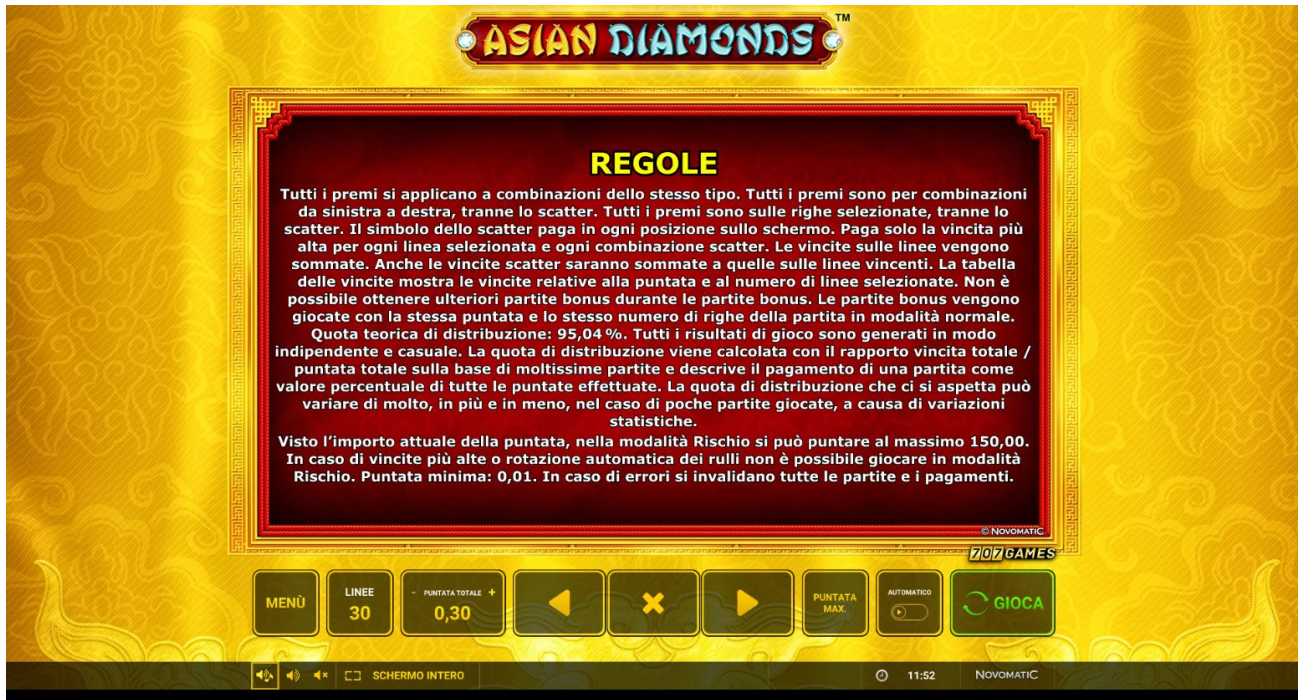 ASIAN DIAMONDS™
REGOLE
Tutti i premi si applicano a combinazioni dello stesso tipo. Tutti i premi sono per combinazioni
da sinistra a destra, tranne lo scatter. Tutti i premi sono sulle righe selezionate, tranne lo
scatter. Il simbolo dello scatter paga in ogni posizione sullo schermo. Paga solo la vincita più
alta per ogni linea selezionata e ogni combinazione scatter. Le vincite sulle linee vengono
sommate. Anche le vincite scatter saranno sommate a quelle sulle linee vincenti. La tabella
delle vincite mostra le vincite relative alla puntata e al numero di linee selezionate. Non è
possibile ottenere ulteriori partite bonus durante le partite bonus. Le partite bonus vengono
giocate con la stessa puntata e lo stesso numero di righe della partita in modalità normale.
Quota teorica di distribuzione: 95,04 %. Tutti i risultati di gioco sono generati in modo
indipendente e casuale. La quota di distribuzione viene calcolata con il rapporto vincita totale /
puntata totale sulla base di moltissime partite e descrive il pagamento di una partita come
valore percentuale di tutte le puntate effettuate. La quota di distribuzione che ci si aspetta può
variare di molto, in più e in meno, nel caso di poche partite giocate, a causa di variazioni
statistiche.
Visto l'importo attuale della puntata, nella modalità Rischio si può puntare al massimo 150,00.
In caso di vincite più alte o rotazione automatica dei rulli non è possibile giocare in modalità
Rischio. Puntata minima: 0,01. In caso di errori si invalidano tutte le partite e i pagamenti.
© NOVOMATIC
707 GAMES
MENÙ
LINEE
30
- PUNTATA TOTALE +
0,30
PUNTATA
MAX.
AUTOMATICO
GIOCA
SCHERMO INTERO
11:52
NOVOMATIC